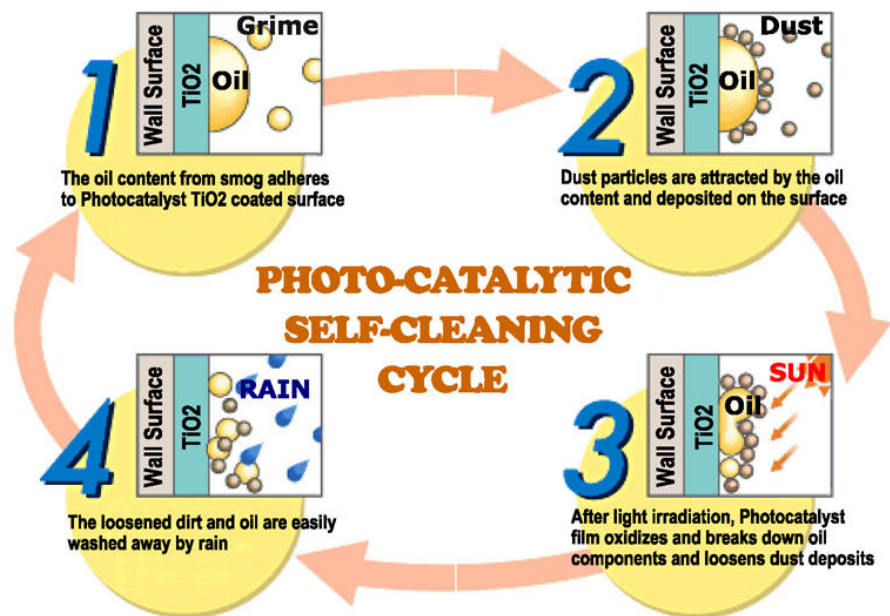 1
Grime
Oil
Wall Surface
TiO2
The oil content from smog adheres
to Photocatalyst TiO2 coated surface
2
Dust
Oil
Wall Surface
TiO2
Dust particles are attracted by the oil
content and deposited on the surface
PHOTO-CATALYTIC
SELF-CLEANING
CYCLE
3
SUN
Oil
Wall Surface
TiO2
After light irradiation, Photocatalyst
film oxidizes and breaks down oil
components and loosens dust deposits
4
RAIN
Wall Surface
TiO2
The loosened dirt and oil are easily
washed away by rain